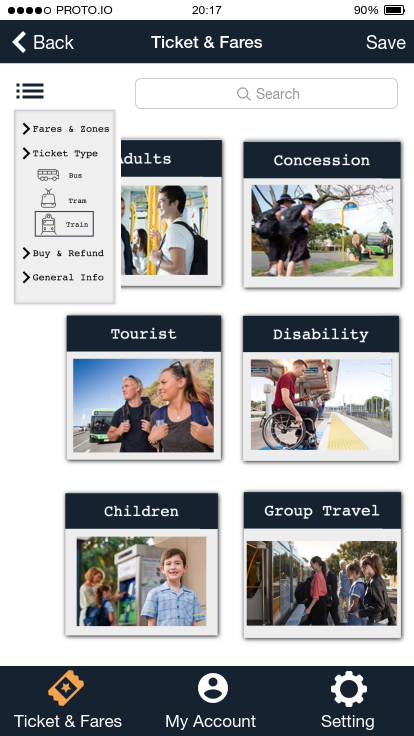 PROTO.IO 20:17 90%
Back Ticket & Fares Save
Search
Fares & Zones
Ticket Type
Bus
Tram
Train
Buy & Refund
General Info
dults
Concession
Tourist
Disability
Children
Group Travel
Ticket & Fares My Account Setting